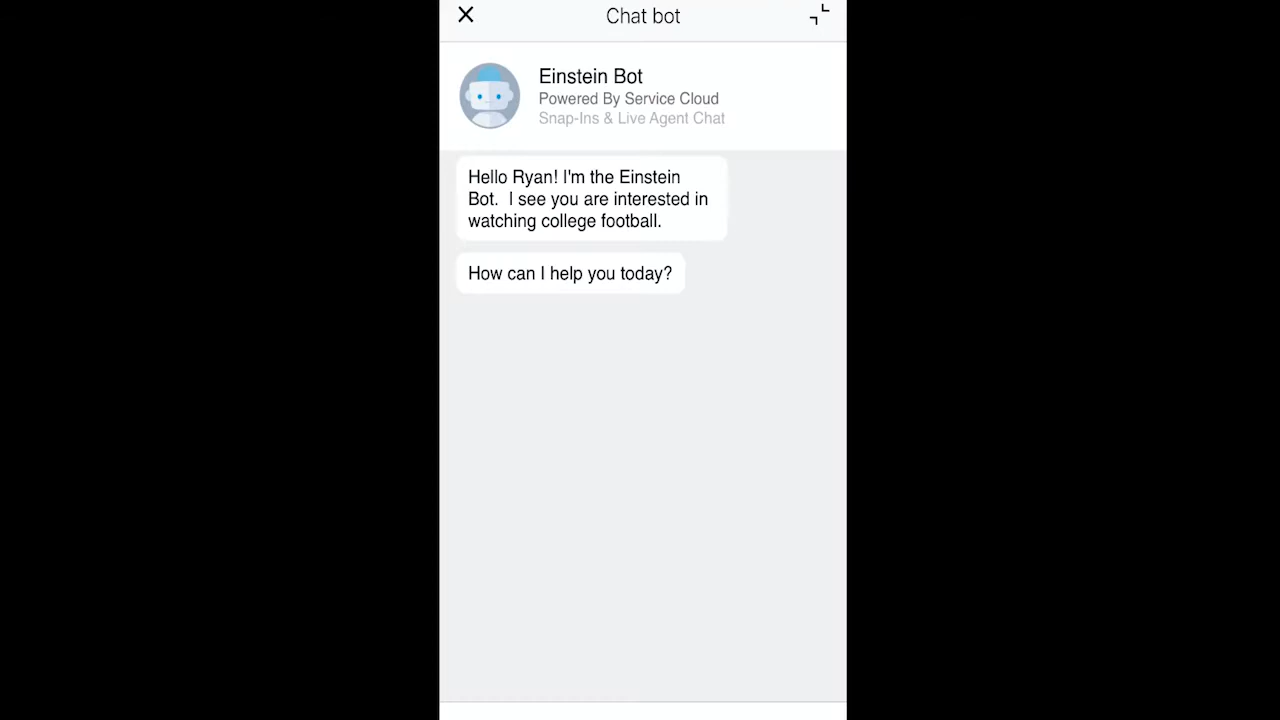 Chat bot
Einstein Bot
Powered By Service Cloud
Snap-Ins & Live Agent Chat
Hello Ryan! I'm the Einstein
Bot.  I see you are interested in
watching college football.
How can I help you today?